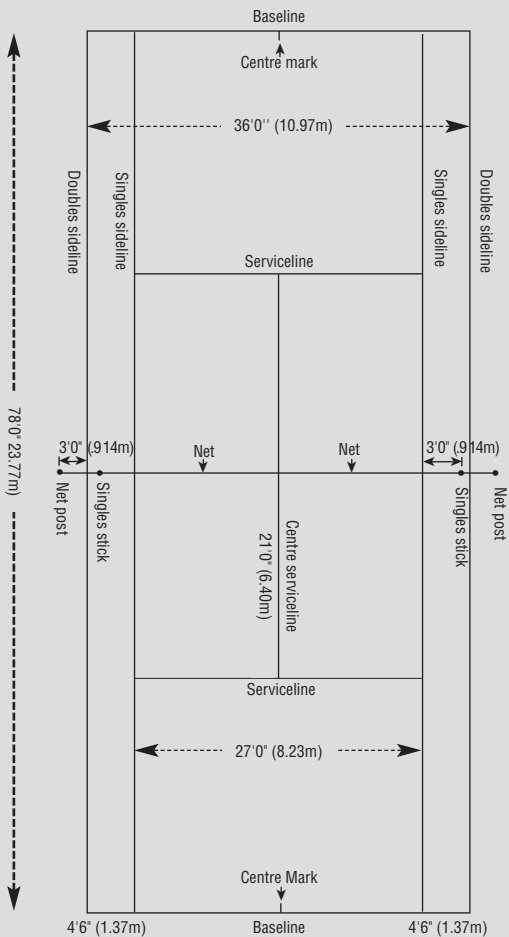 Baseline
Centre mark
36'0'' (10.97m)
Doubles sideline
Singles sideline
Singles sideline
Doubles sideline
Serviceline
78'0" 23.77m)
3'0" (.914m)
Net
Net
3'0" (.914m)
Net post
Singles stick
Centre serviceline
21'0" (6.40m)
Singles stick
Net post
Serviceline
27'0" (8.23m)
Centre Mark
4'6" (1.37m)
Baseline
4'6" (1.37m)